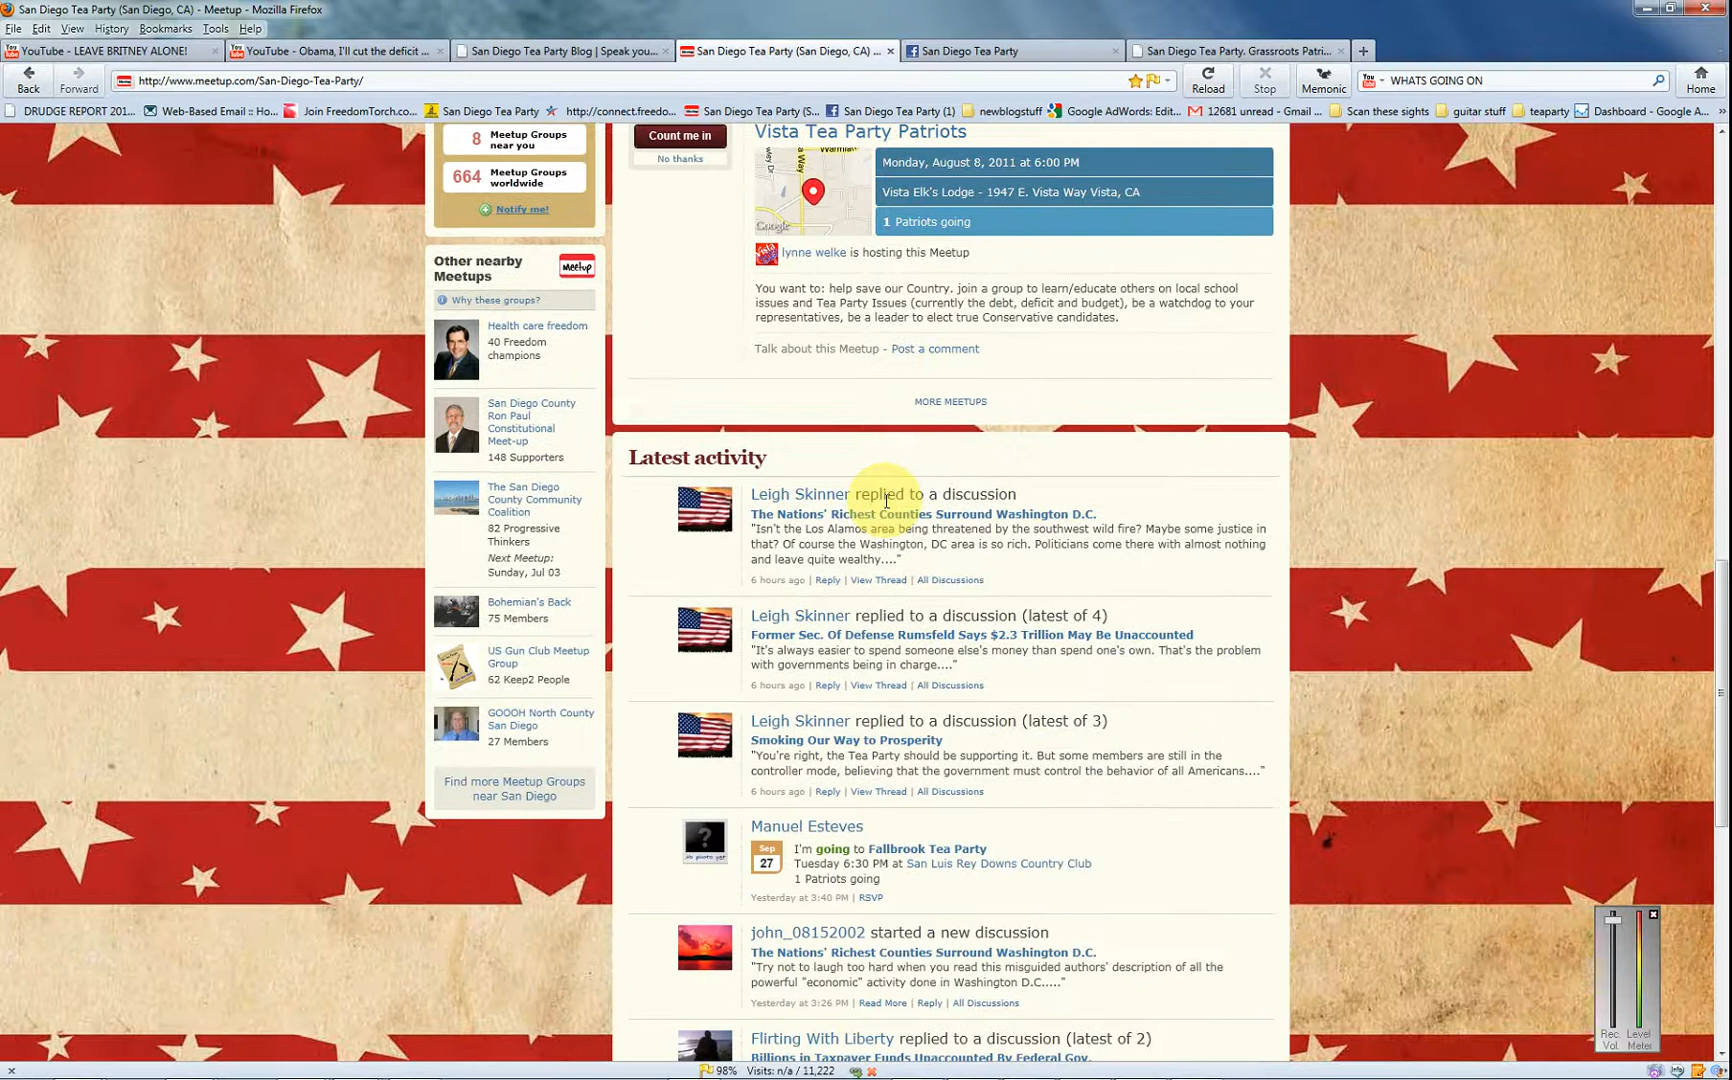 San Diego Tea Party (San Diego, CA) - Meetup - Mozilla Firefox
File Edit View History Bookmarks Tools Help
YouTube - LEAVE BRITNEY ALONE!
YouTube - Obama, I'll cut the deficit ...
San Diego Tea Party Blog | Speak you...
San Diego Tea Party (San Diego, CA) ...
San Diego Tea Party
San Diego Tea Party. Grassroots Patri...
Back
Forward
http://www.meetup.com/San-Diego-Tea-Party/
Reload
Stop
Memonic
WHATS GOING ON
Home
DRUDGE REPORT 201...
Web-Based Email :: Ho...
Join FreedomTorch.co...
San Diego Tea Party
http://connect.freedo...
San Diego Tea Party (S...
San Diego Tea Party (1)
newblogstuff
Google AdWords: Edit...
12681 unread - Gmail ...
Scan these sights
guitar stuff
teaparty
Dashboard - Google A...
8 Meetup Groups near you
664 Meetup Groups worldwide
Notify me!
Other nearby
Meetups
Meetup
Why these groups?
Health care freedom
40 Freedom
champions
San Diego County
Ron Paul
Constitutional
Meet-up
148 Supporters
The San Diego
County Community
Coalition
82 Progressive
Thinkers
Next Meetup:
Sunday, Jul 03
Bohemian's Back
75 Members
US Gun Club Meetup
Group
62 Keep2 People
GOOOH North County
San Diego
27 Members
Find more Meetup Groups
near San Diego
Count me in
No thanks
Vista Tea Party Patriots
Google
Monday, August 8, 2011 at 6:00 PM
Vista Elk's Lodge - 1947 E. Vista Way Vista, CA
1 Patriots going
lynne welke is hosting this Meetup
You want to: help save our Country. join a group to learn/educate others on local school
issues and Tea Party Issues (currently the debt, deficit and budget), be a watchdog to your
representatives, be a leader to elect true Conservative candidates.
Talk about this Meetup - Post a comment
MORE MEETUPS
Latest activity
Leigh Skinner replied to a discussion
The Nations' Richest Counties Surround Washington D.C.
"Isn't the Los Alamos area being threatened by the southwest wild fire? Maybe some justice in
that? Of course the Washington, DC area is so rich. Politicians come there with almost nothing
and leave quite wealthy...."
6 hours ago | Reply | View Thread | All Discussions
Leigh Skinner replied to a discussion (latest of 4)
Former Sec. Of Defense Rumsfeld Says $2.3 Trillion May Be Unaccounted
"It's always easier to spend someone else's money than spend one's own. That's the problem
with governments being in charge...."
6 hours ago | Reply | View Thread | All Discussions
Leigh Skinner replied to a discussion (latest of 3)
Smoking Our Way to Prosperity
"You're right, the Tea Party should be supporting it. But some members are still in the
controller mode, believing that the government must control the behavior of all Americans...."
6 hours ago | Reply | View Thread | All Discussions
No photo yet
Manuel Esteves
Sep
27
I'm going to Fallbrook Tea Party
Tuesday 6:30 PM at San Luis Rey Downs Country Club
1 Patriots going
Yesterday at 3:40 PM | RSVP
john_08152002 started a new discussion
The Nations' Richest Counties Surround Washington D.C.
"Try not to laugh too hard when you read this misguided authors' description of all the
powerful "economic" activity done in Washington D.C....."
Yesterday at 3:26 PM | Read More | Reply | All Discussions
Flirting With Liberty replied to a discussion (latest of 2)
Billions in Taxpayer Funds Unaccounted By Federal Gov.
Rec. Vol.
Level Meter
98% Visits: n/a / 11,222